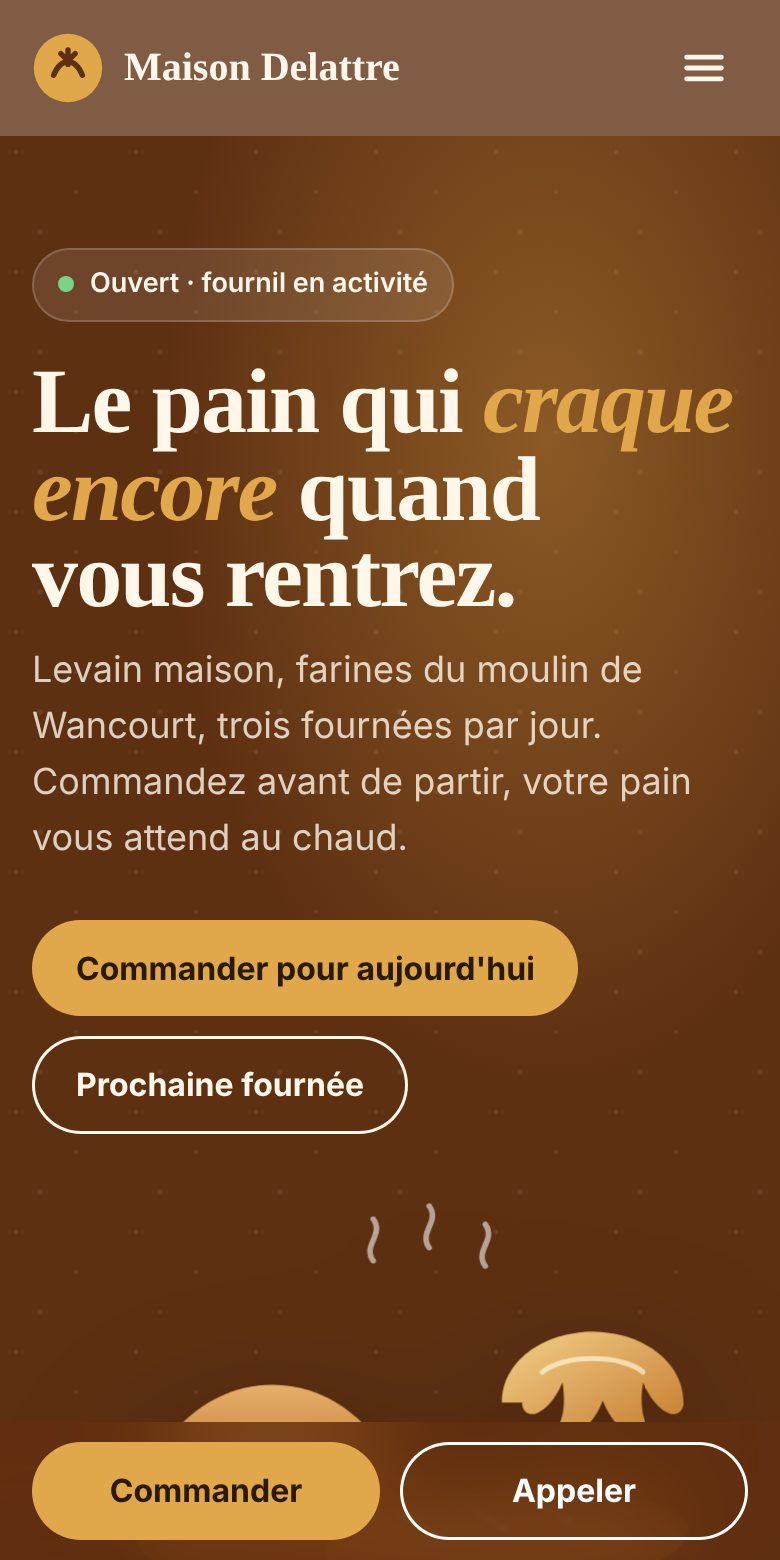 Maison Delattre
Ouvert · fournil en activité
Le pain qui craque
encore quand
vous rentrez.
Levain maison, farines du moulin de
Wancourt, trois fournées par jour.
Commandez avant de partir, votre pain
vous attend au chaud.
Commander pour aujourd'hui
Prochaine fournée
Commander
Appeler